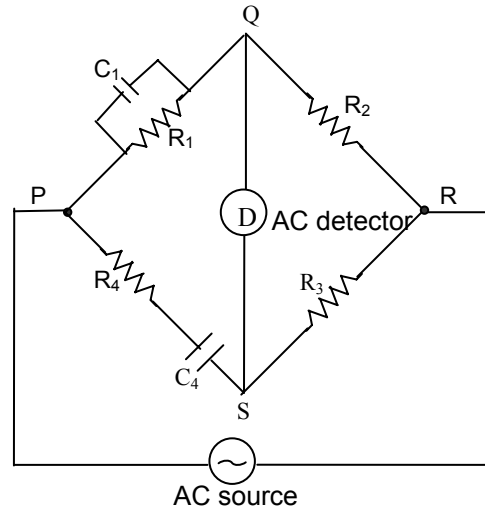 Q
C₁
R₂
R₁
P
R
D
AC detector
R₄
R₃
C₄
S
AC source